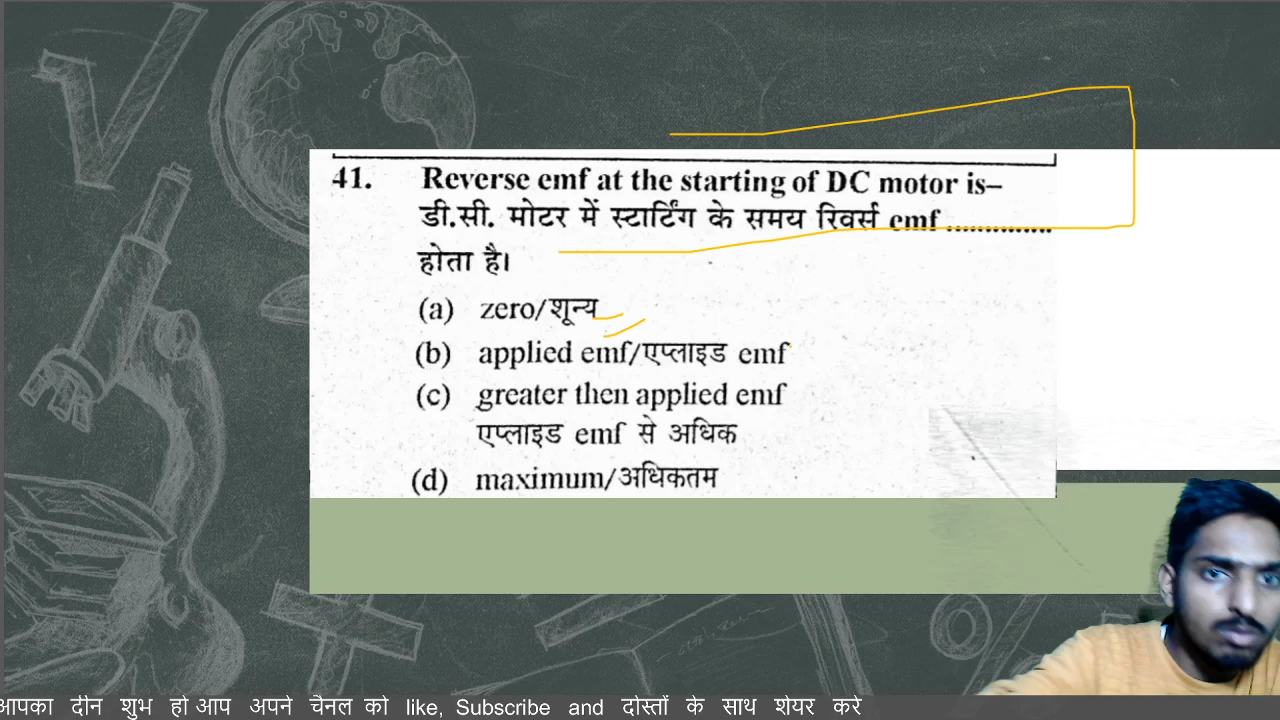 41. Reverse emf at the starting of DC motor is–
डी.सी. मोटर में स्टार्टिंग के समय रिवर्स emf ..............
होता है।
(a) zero/शून्य
(b) applied emf/एप्लाइड emf
(c) greater then applied emf
एप्लाइड emf से अधिक
(d) maximum/अधिकतम
आपका दीन शुभ हो आप अपने चैनल को like, Subscribe and दोस्तों के साथ शेयर करे